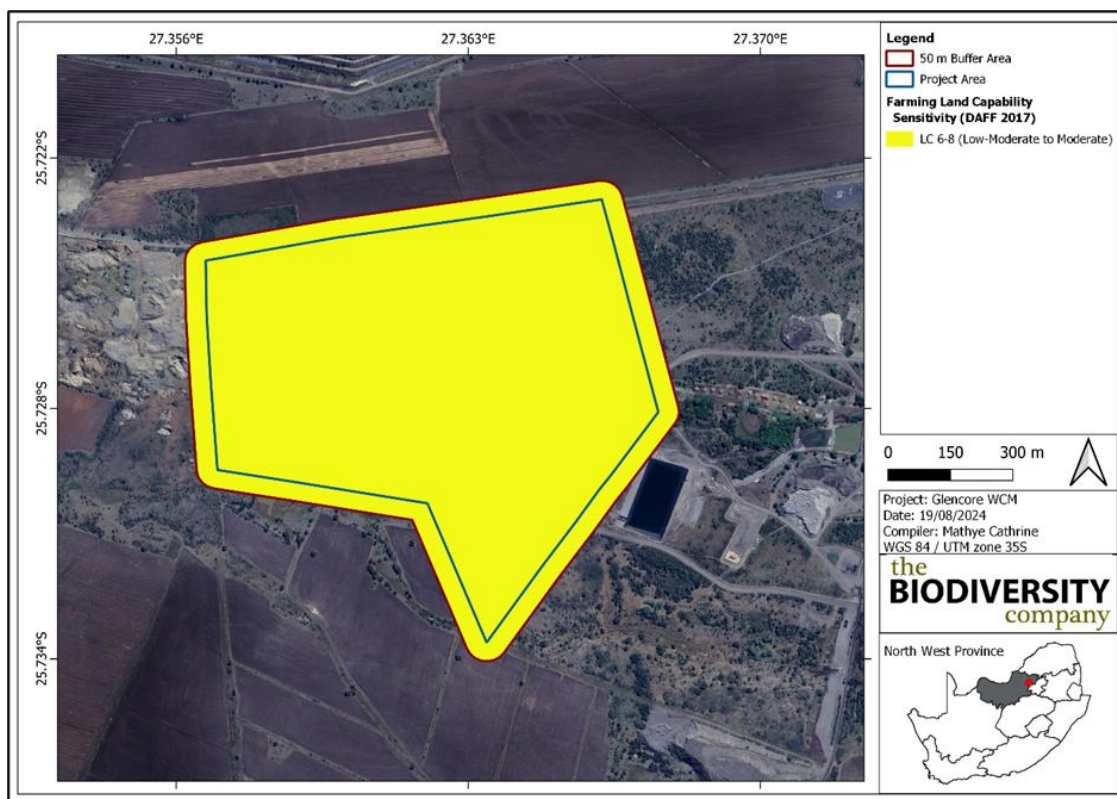 27.356°E
27.363°E
27.370°E
25.722°S
25.728°S
25.734°S
Legend
50 m Buffer Area
Project Area
Farming Land Capability
Sensitivity (DAFF 2017)
LC 6-8 (Low-Moderate to Moderate)
0 150 300 m
Project: Glencore WCM
Date: 19/08/2024
Compiler: Mathye Cathrine
WGS 84 / UTM zone 35S
the
BIODIVERSITY
company
North West Province